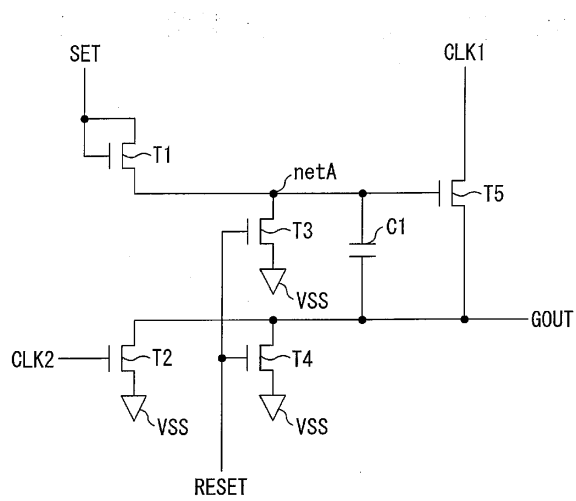 SET
CLK1
T1
netA
T5
T3
C1
VSS
GOUT
CLK2
T2
T4
VSS
VSS
RESET